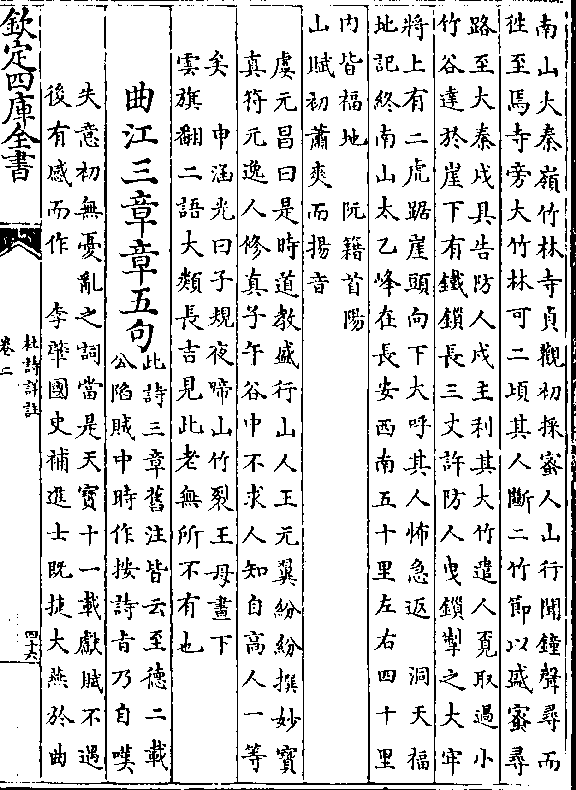 南山大秦嶺竹林寺貞觀初採蜜人山行聞鐘聲尋而
徃至焉寺旁大竹林可二頃其人斷二竹節以盛蜜尋
路至大秦戍具告防人戍主利其大竹遣人覔取過小
竹谷達於崖下有鐵鎖長三丈許防人曳鎖掣之大牢
將上有二虎踞崖頭向下大呼其人怖急返　洞天福
地記終南山太乙峰在長安西南五十里左右四十里
内皆福地　阮籍首陽
山賦初蕭爽而揚音
虞元昌曰是時道教盛行山人王元翼紛紛撰妙寶
真符元逸人修真子午谷中不求人知自高人一等
矣　申涵光曰子規夜啼山竹裂王母晝下
雲旗翻二語大類長吉見此老無所不有也
曲江三章章五句
此詩三章舊注皆云至德二載
公陷賊中時作按詩旨乃自嘆
失意初無憂亂之詞當是天寳十一載獻賦不遇
後有感而作　李肇國史補進士既捷大燕於曲
欽定四庫全書
杜詩詳註
卷二
四十六